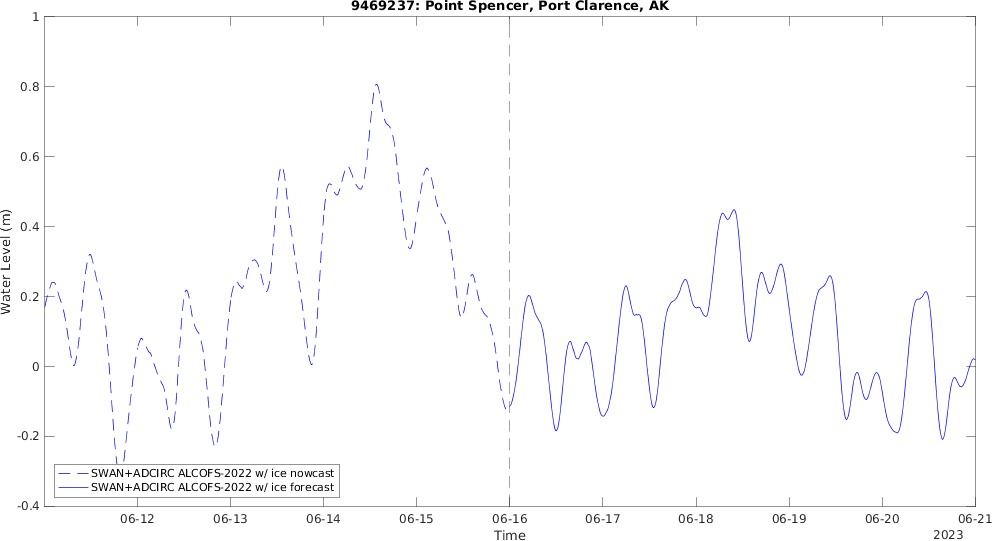 9469237: Point Spencer, Port Clarence, AK
Water Level (m)
1
0.8
0.6
0.4
0.2
0
-0.2
-0.4
SWAN+ADCIRC ALCOFS-2022 w/ ice nowcast
SWAN+ADCIRC ALCOFS-2022 w/ ice forecast
06-12 06-13 06-14 06-15 06-16 06-17 06-18 06-19 06-20 06-21
Time
2023